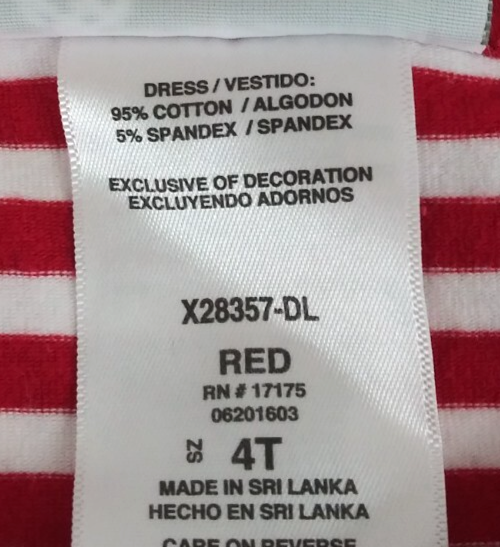 DRESS / VESTIDO:
95% COTTON / ALGODON
5% SPANDEX / SPANDEX
EXCLUSIVE OF DECORATION
EXCLUYENDO ADORNOS
X28357-DL
RED
RN # 17175
06201603
SZ 4T
MADE IN SRI LANKA
HECHO EN SRI LANKA
CARE ON REVERSE